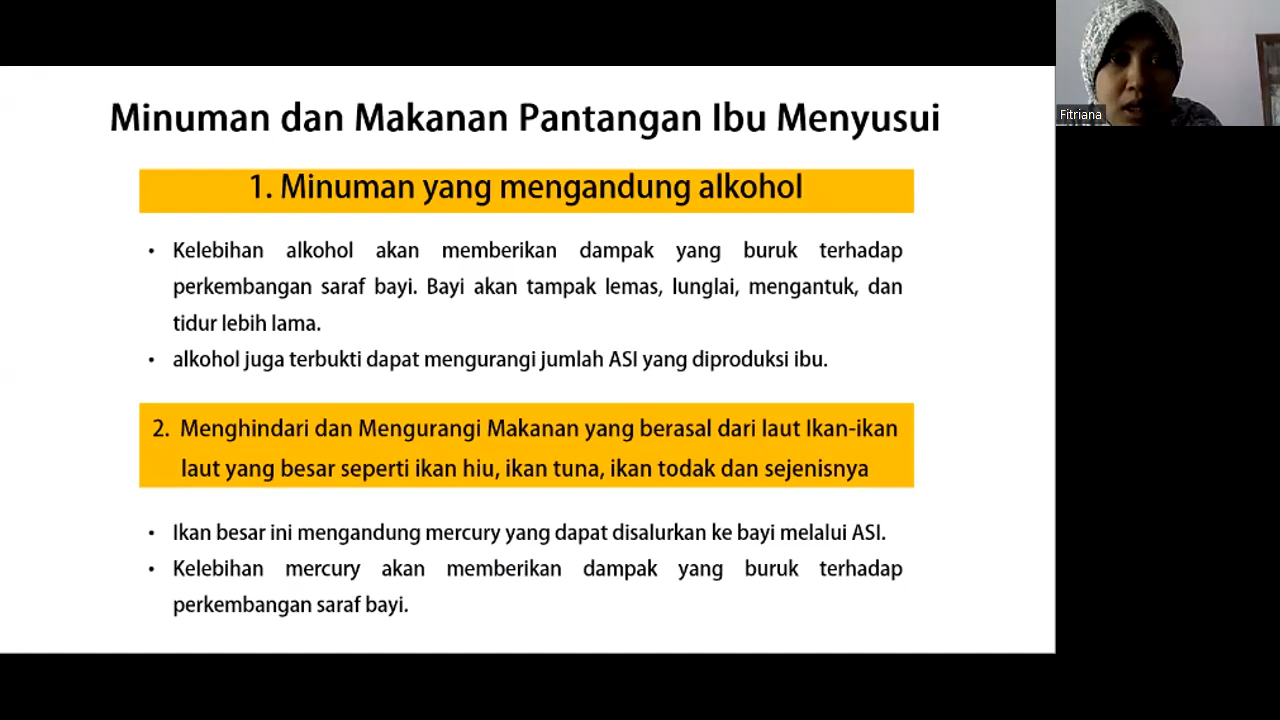 Minuman dan Makanan Pantangan Ibu Menyusui
1. Minuman yang mengandung alkohol
• Kelebihan alkohol akan memberikan dampak yang buruk terhadap
perkembangan saraf bayi. Bayi akan tampak lemas, lunglai, mengantuk, dan
tidur lebih lama.
• alkohol juga terbukti dapat mengurangi jumlah ASI yang diproduksi ibu.
2. Menghindari dan Mengurangi Makanan yang berasal dari laut Ikan-ikan
laut yang besar seperti ikan hiu, ikan tuna, ikan todak dan sejenisnya
• Ikan besar ini mengandung mercury yang dapat disalurkan ke bayi melalui ASI.
• Kelebihan mercury akan memberikan dampak yang buruk terhadap
perkembangan saraf bayi.
Fitriana